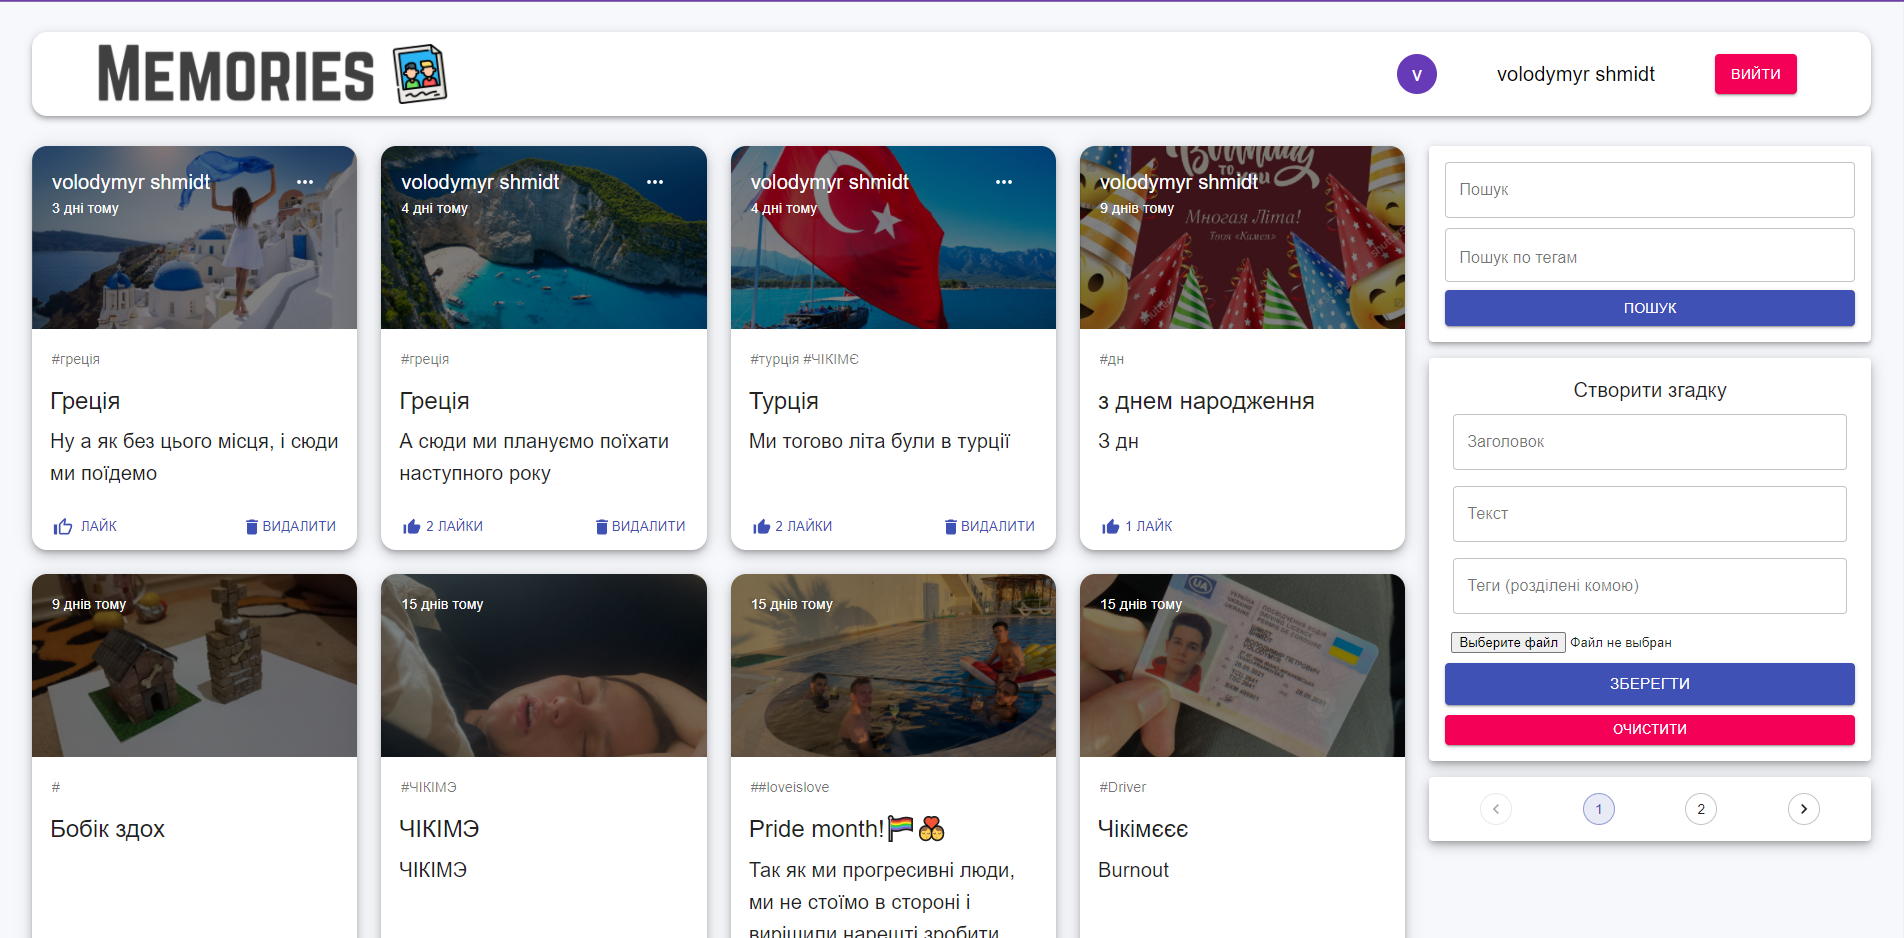 MEMORIES
V
volodymyr shmidt
ВИЙТИ
volodymyr shmidt
3 дні тому
#греція
Греція
Ну а як без цього місця, і сюди
ми поїдемо
ЛАЙК
ВИДАЛИТИ
volodymyr shmidt
4 дні тому
#греція
Греція
А сюди ми плануємо поїхати
наступного року
2 ЛАЙКИ
ВИДАЛИТИ
volodymyr shmidt
4 дні тому
#турція #ЧІКІМЄ
Турція
Ми тогово літа були в турції
2 ЛАЙКИ
ВИДАЛИТИ
volodymyr shmidt
9 днів тому
Многая Літа!
Твоя «Камен»
#дн
з днем народження
З дн
1 ЛАЙК
9 днів тому
#
Бобік здох
15 днів тому
#ЧІКІМЭ
ЧІКІМЭ
ЧІКІМЭ
15 днів тому
##loveislove
Pride month!🏳️‍🌈👩‍❤️‍👨
Так як ми прогресивні люди,
ми не стоїмо в стороні і
вирішили нарешті зробити
15 днів тому
UA
#Driver
Чікімєєє
Burnout
Пошук
Пошук по тегам
ПОШУК
Створити згадку
Заголовок
Текст
Теги (розділені комою)
Выберите файл Файл не выбран
ЗБЕРЕГТИ
ОЧИСТИТИ
1
2